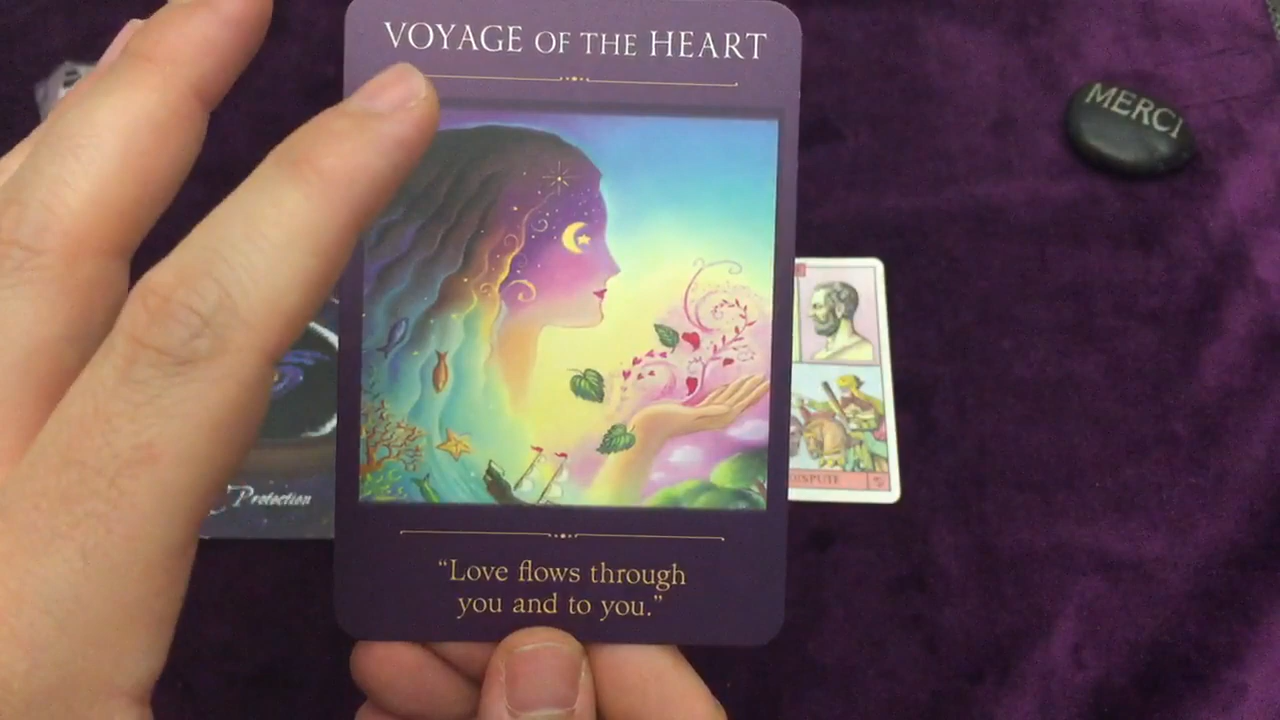 VOYAGE OF THE HEART
MERCI
Protection
DISPUTE
“Love flows through
you and to you.”